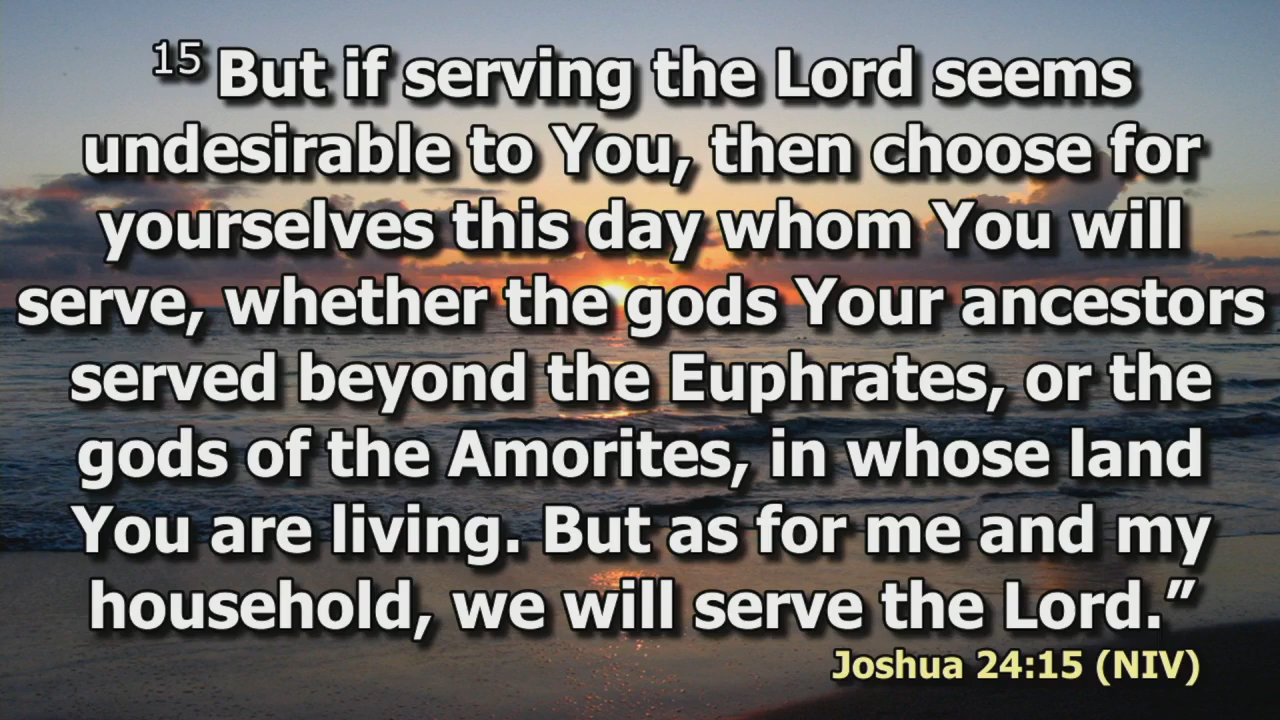 15 But if serving the Lord seems
undesirable to You, then choose for
yourselves this day whom You will
serve, whether the gods Your ancestors
served beyond the Euphrates, or the
gods of the Amorites, in whose land
You are living. But as for me and my
household, we will serve the Lord.”
Joshua 24:15 (NIV)